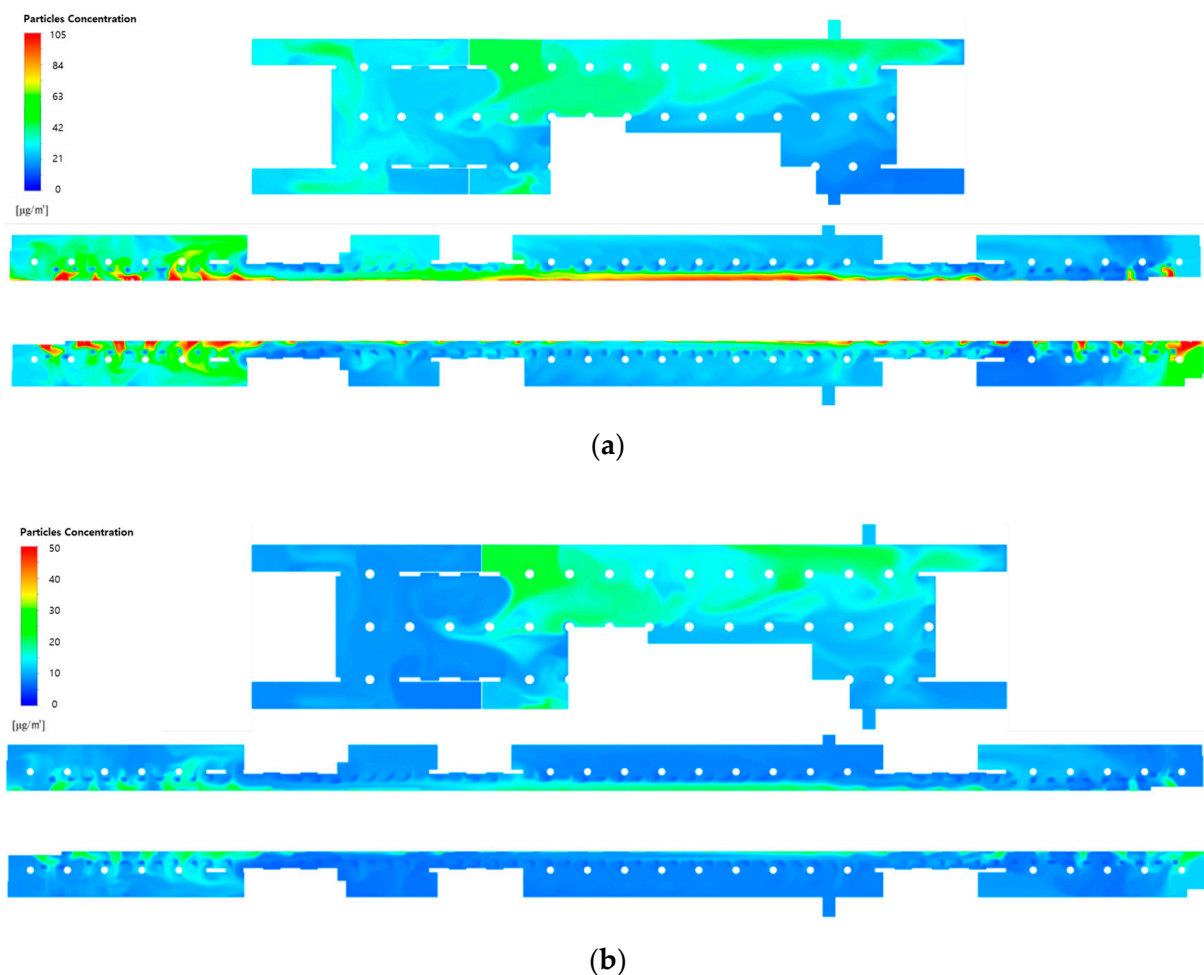 Particles Concentration
105
84
63
42
21
0
[μg/㎥]
(a)
Particles Concentration
50
40
30
20
10
0
[μg/㎥]
(b)